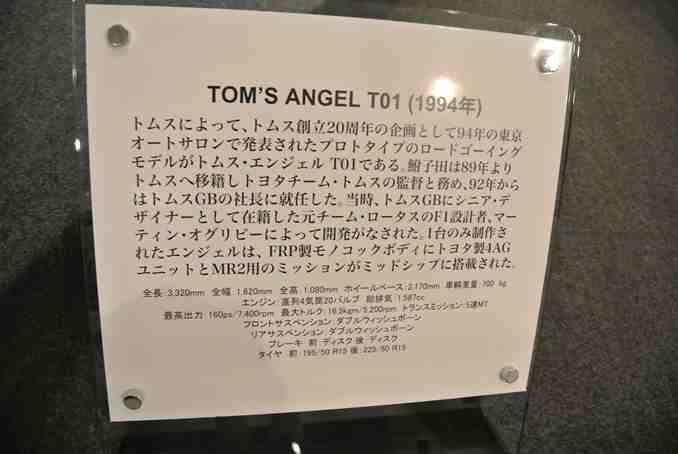 TOM'S ANGEL T01 (1994年)
トムスによって、トムス創立20周年の企画として94年の東京
オートサロンで発表されたプロトタイプのロードゴーイング
モデルがトムス・エンジェル T01である。鮒子田は89年より
トムスへ移籍しトヨタチーム・トムスの監督と務め、92年から
はトムスGBの社長に就任した。当時、トムスGBにシニア・デ
ザイナーとして在籍した元チーム・ロータスのF1設計者、マー
ティン・オグリビーによって開発がなされた。1台のみ制作さ
れたエンジェルは、FRP製モノコックボディにトヨタ製4AG
ユニットとMR2用のミッションがミッドシップに搭載された。
全長:3,320mm 全幅:1,620mm 全高:1,080mm ホイールベース:2,170mm 車輌重量:700 kg
エンジン:直列4気筒20バルブ 総排気:1,587cc
最高出力:160ps/7,400rpm 最大トルク:16.5kgm/5,200rpm トランスミッション:5速MT
フロントサスペンション:ダブルウィッシュボーン
リアサスペンション:ダブルウィッシュボーン
ブレーキ 前:ディスク 後:ディスク
タイヤ 前:195/50 R15 後:225/50 R15